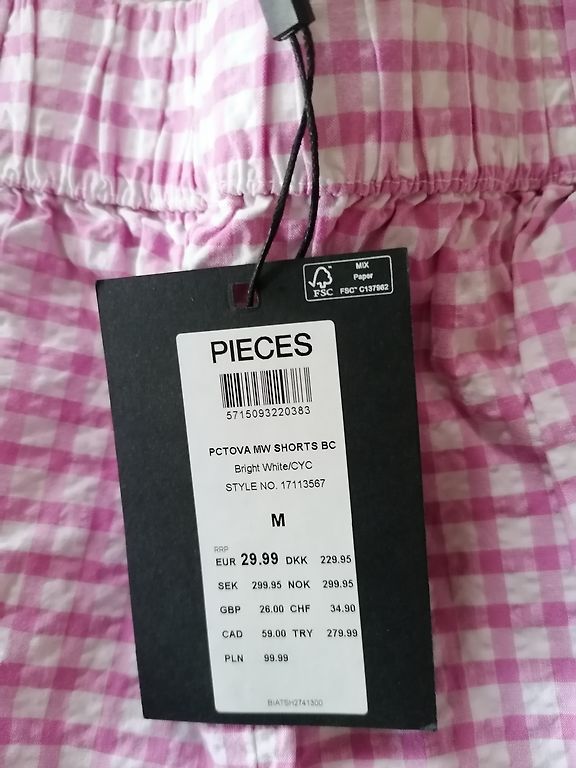 MIX
Paper
FSC™ C137962
FSC
PIECES
5715093220383
PCTOVA MW SHORTS BC
Bright White/CYC
STYLE NO. 17113567
M
RRP
EUR 29.99 DKK 229.95
SEK 299.95 NOK 299.95
GBP 26.00 CHF 34.90
CAD 59.00 TRY 279.99
PLN 99.99
BIATSH2741300